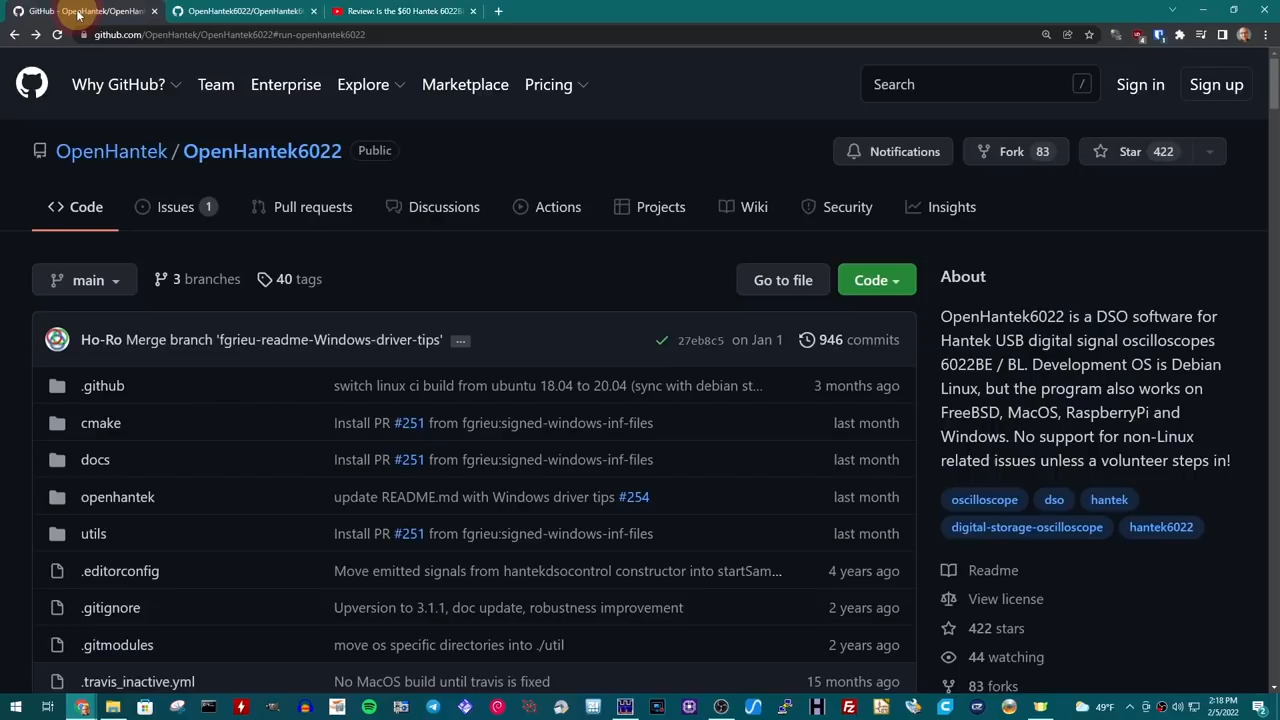 GitHub - OpenHantek/OpenHant
OpenHantek6022/OpenHantek6
Review: Is the $60 Hantek 6022B
github.com/OpenHantek/OpenHantek6022#run-openhantek6022
Why GitHub?
Team
Enterprise
Explore
Marketplace
Pricing
Search
/
Sign in
Sign up
OpenHantek / OpenHantek6022
Public
Notifications
Fork 83
Star 422
Code
Issues 1
Pull requests
Discussions
Actions
Projects
Wiki
Security
Insights
main
3 branches
40 tags
Go to file
Code
Ho-Ro Merge branch 'fgrieu-readme-Windows-driver-tips' ...
27eb8c5 on Jan 1
946 commits
.github
switch linux ci build from ubuntu 18.04 to 20.04 (sync with debian st...
3 months ago
cmake
Install PR #251 from fgrieu:signed-windows-inf-files
last month
docs
Install PR #251 from fgrieu:signed-windows-inf-files
last month
openhantek
update README.md with Windows driver tips #254
last month
utils
Install PR #251 from fgrieu:signed-windows-inf-files
last month
.editorconfig
Move emitted signals from hantekdsocontrol constructor into startSam...
4 years ago
.gitignore
Upversion to 3.1.1, doc update, robustness improvement
2 years ago
.gitmodules
move os specific directories into ./util
2 years ago
.travis_inactive.yml
No MacOS build until travis is fixed
15 months ago
About
OpenHantek6022 is a DSO software for
Hantek USB digital signal oscilloscopes
6022BE / BL. Development OS is Debian
Linux, but the program also works on
FreeBSD, MacOS, RaspberryPi and
Windows. No support for non-Linux
related issues unless a volunteer steps in!
oscilloscope
dso
hantek
digital-storage-oscilloscope
hantek6022
Readme
View license
422 stars
44 watching
83 forks
49°F
2:18 PM
2/5/2022